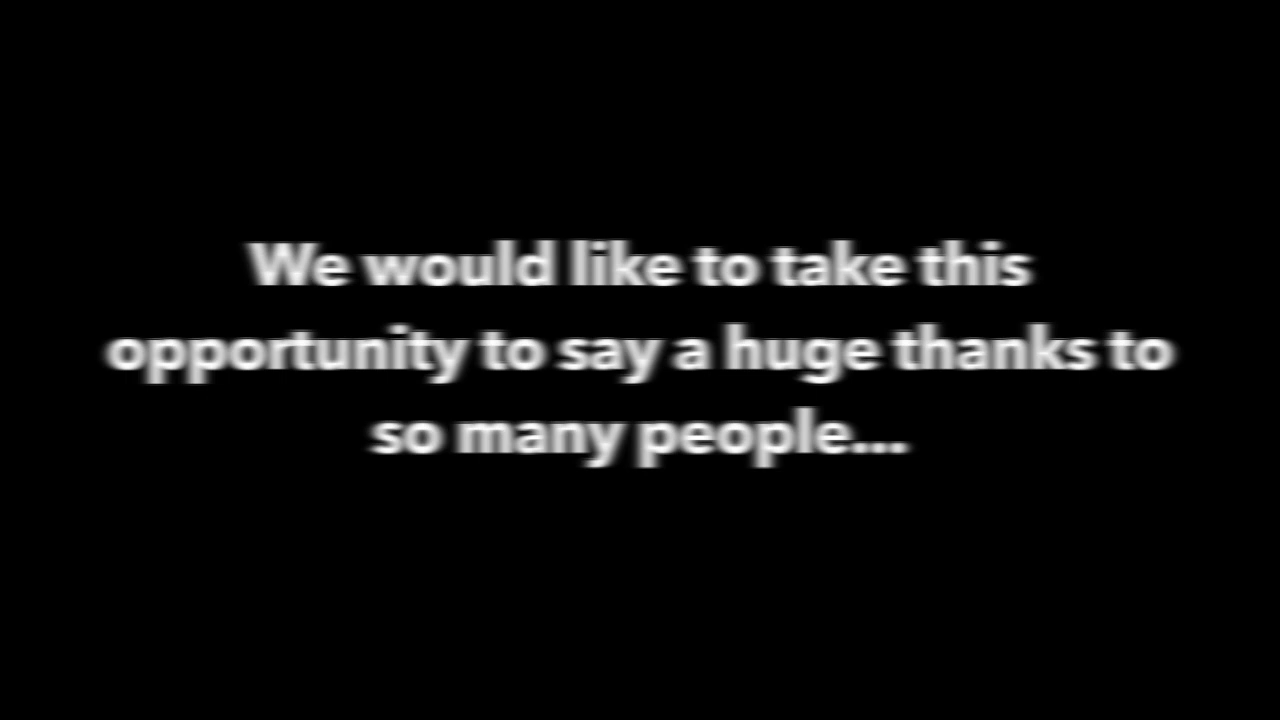 We would like to take this
opportunity to say a huge thanks to
so many people...